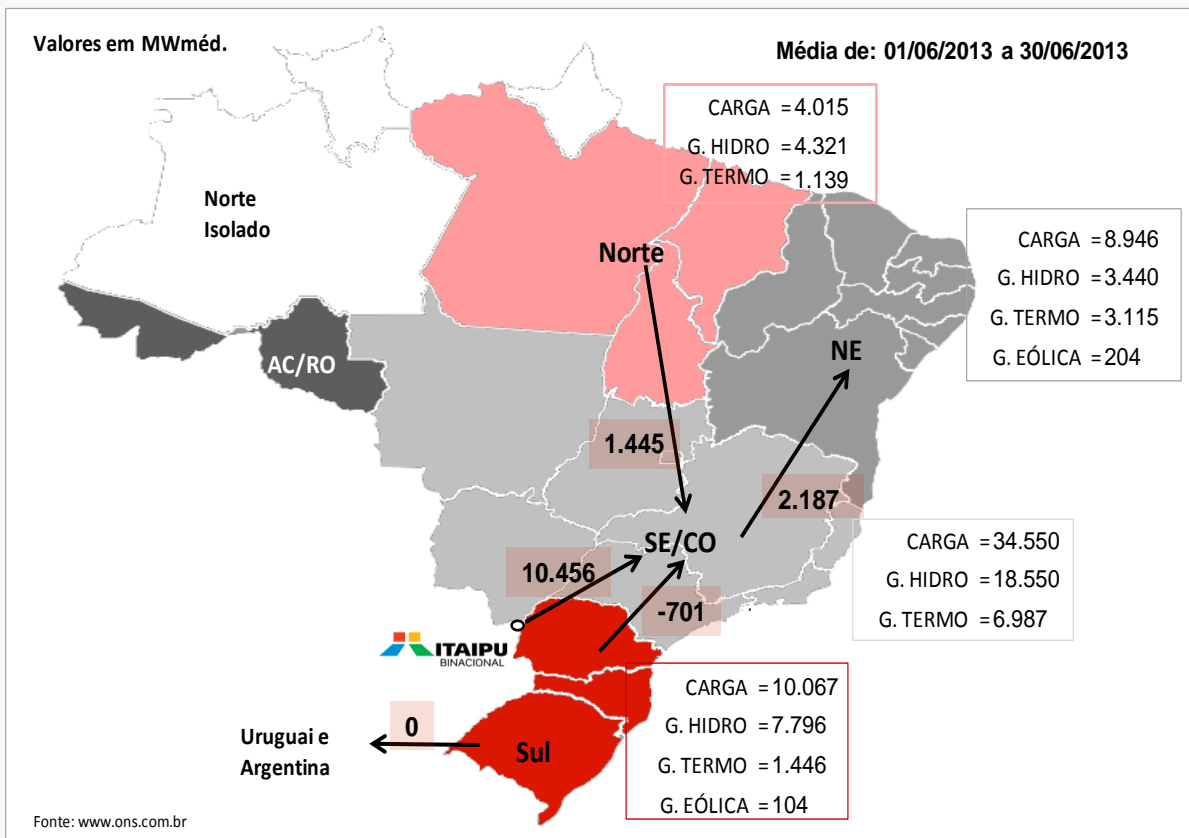 Valores em MWméd.
Média de: 01/06/2013 a 30/06/2013
CARGA =4.015
G. HIDRO =4.321
G. TERMO =1.139
Norte
Isolado
Norte
CARGA =8.946
G. HIDRO =3.440
G. TERMO =3.115
G. EÓLICA =204
AC/RO
NE
1.445
2.187
SE/CO
CARGA =34.550
G. HIDRO =18.550
G. TERMO =6.987
10.456
-701
ITAIPU
BINACIONAL
CARGA =10.067
G. HIDRO =7.796
G. TERMO =1.446
G. EÓLICA =104
0
Uruguai e
Argentina
Sul
Fonte: www.ons.com.br